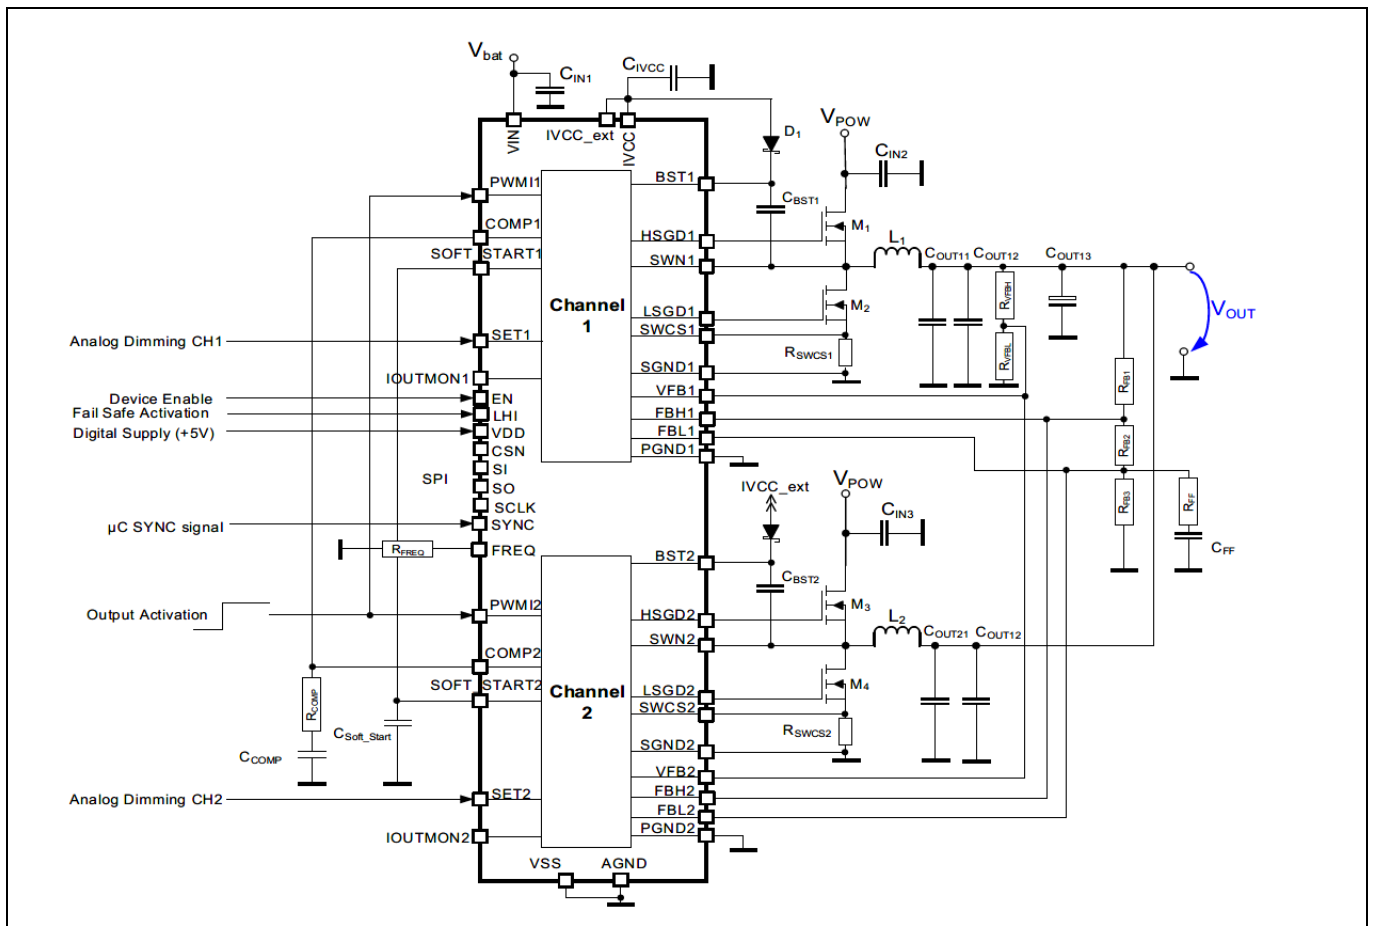 Vbat
CIN1
CIVCC
IVCC_ext
VIN
IVCC
D1
VPOW
CIN2
PWMI1
BST1
CBST1
COMP1
HSGD1
M1
SOFT_START1
SWN1
L1
COUT11
COUT12
COUT13
RVFBH
Channel
1
LSGD1
M2
VOUT
Analog Dimming CH1
SET1
SWCS1
RSWCS1
RVFBL
IOUTMON1
SGND1
RFB1
Device Enable
EN
VFB1
Fail Safe Activation
LHI
FBH1
Digital Supply (+5V)
VDD
FBL1
RFB2
CSN
PGND1
SPI
SI
SO
IVCC_ext
VPOW
RFB3
RFF
SCLK
CIN3
µC SYNC signal
SYNC
CFF
RFREQ
FREQ
BST2
CBST2
Output Activation
PWMI2
HSGD2
M3
SWN2
L2
COUT21
COUT12
COMP2
SOFT_START2
Channel
2
LSGD2
M4
RCOMP
SWCS2
CSoft_Start
RSWCS2
CCOMP
SGND2
VFB2
Analog Dimming CH2
SET2
FBH2
FBL2
IOUTMON2
PGND2
VSS
AGND